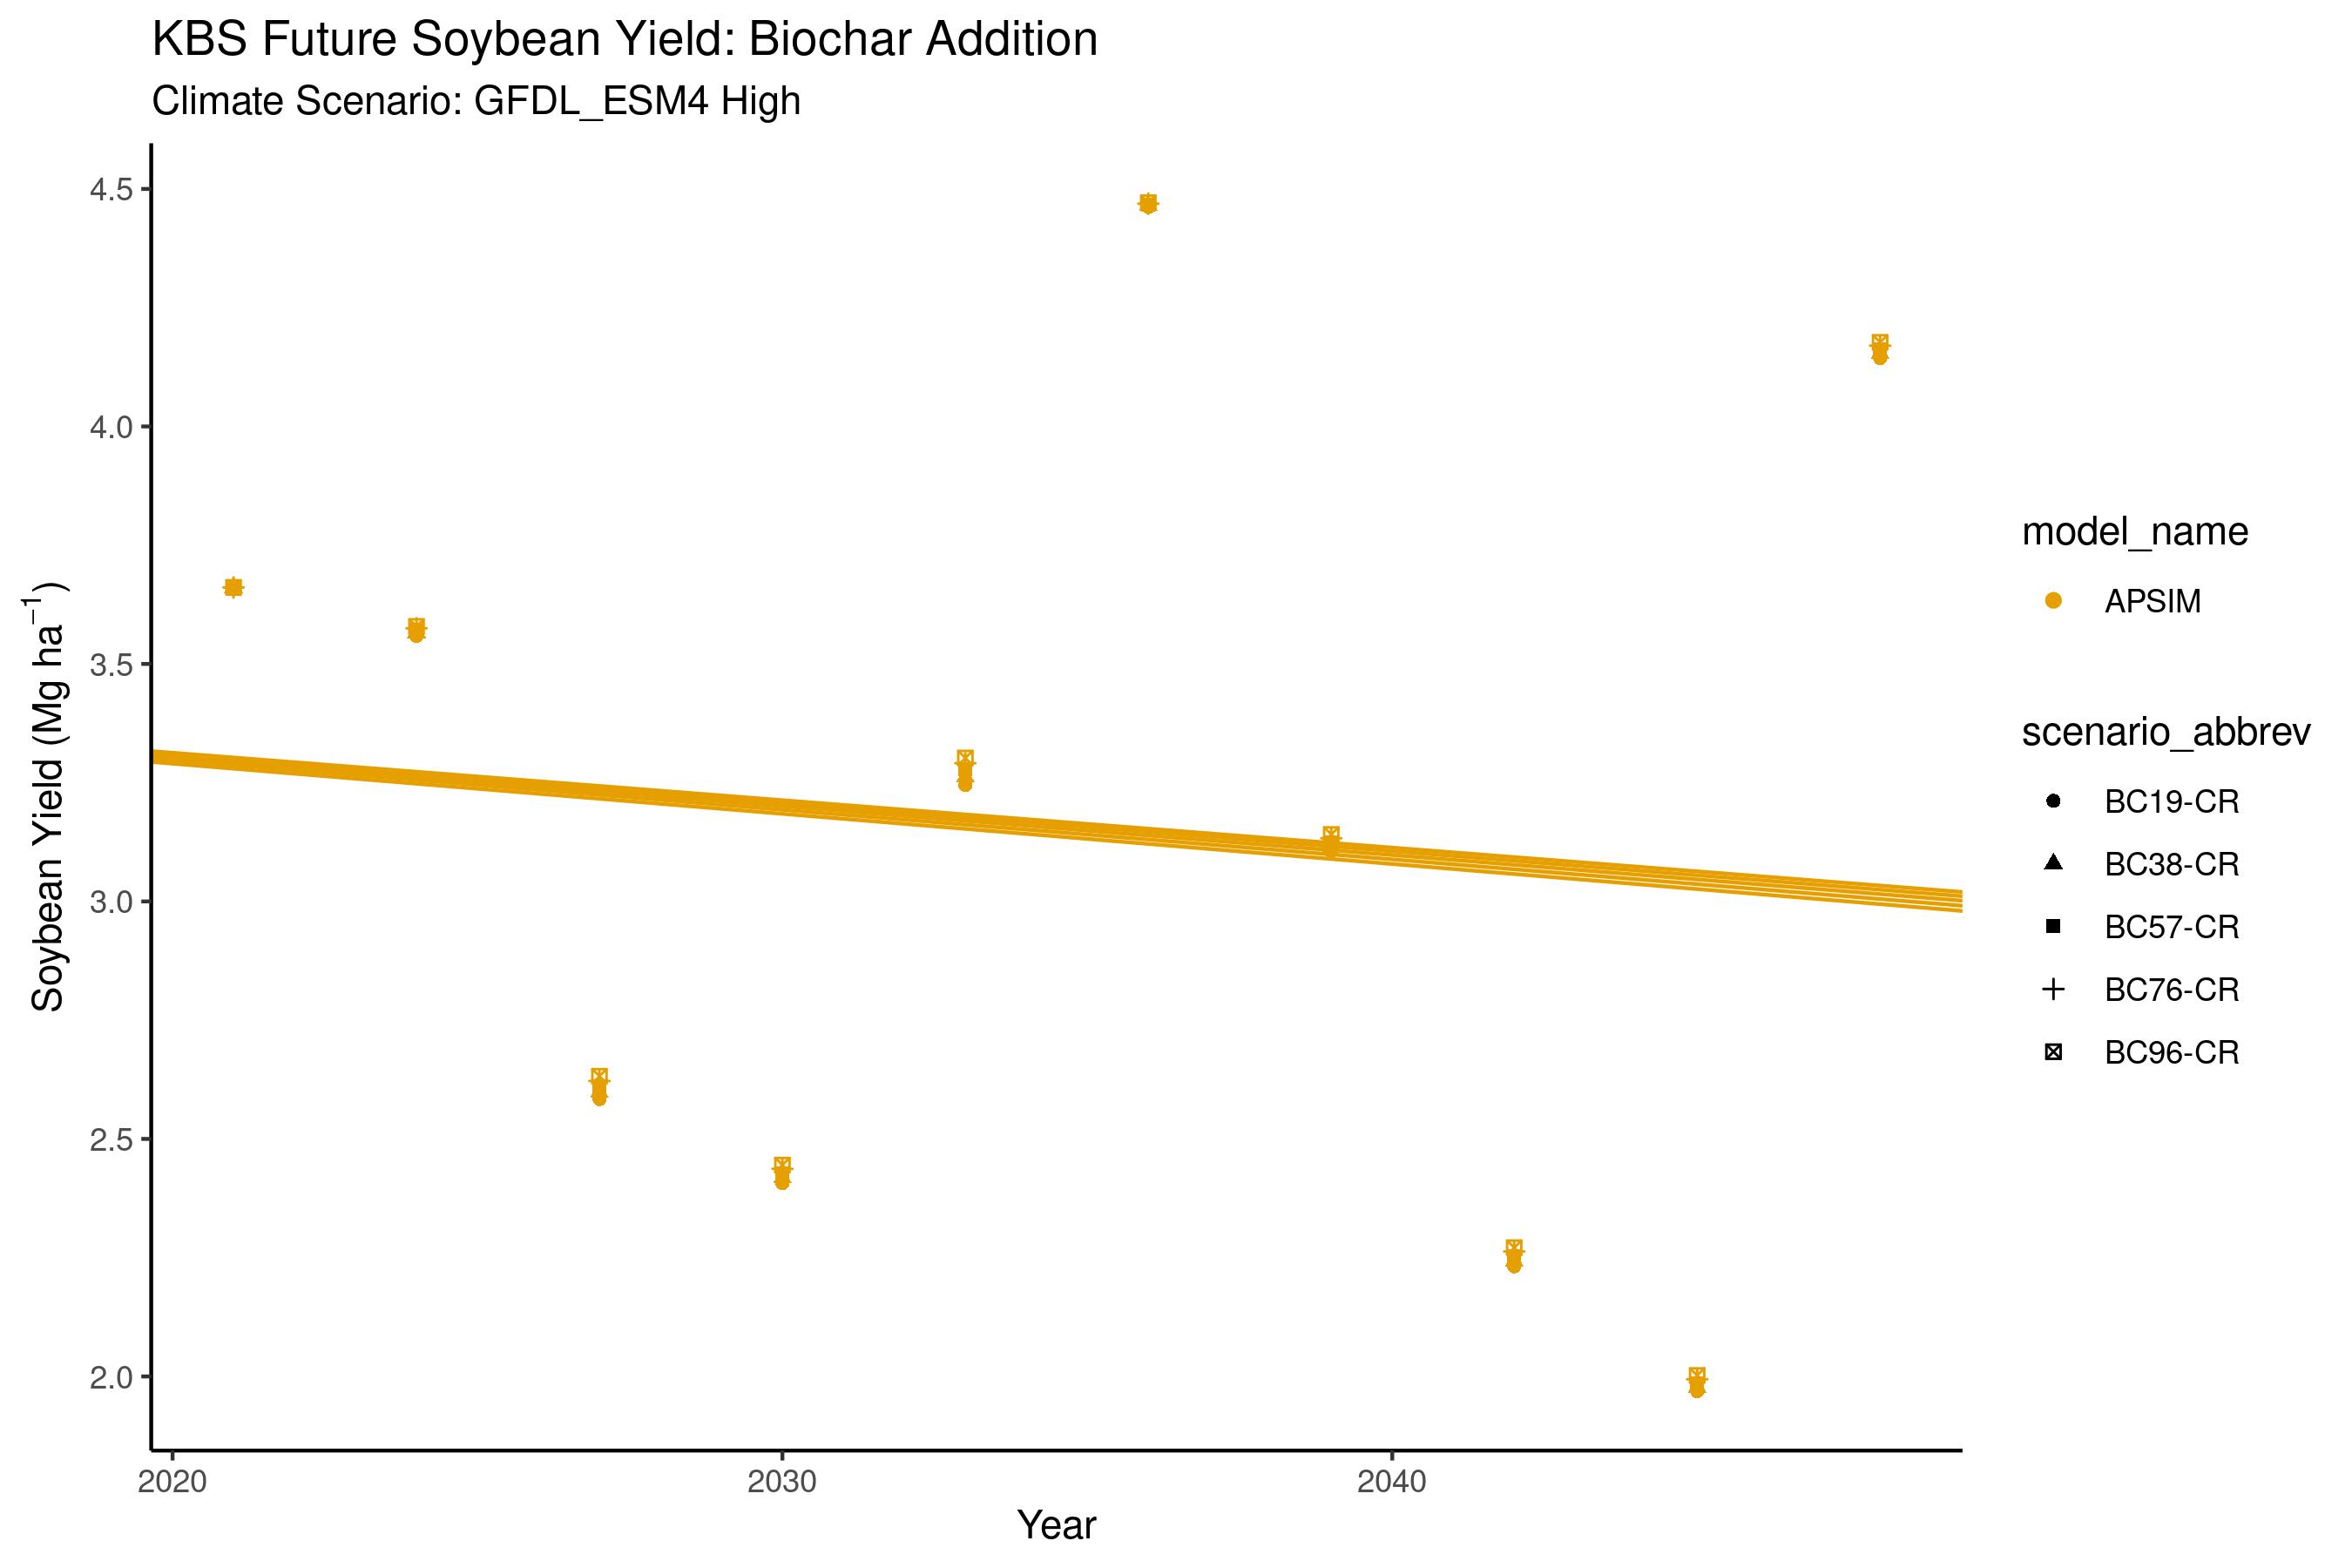 KBS Future Soybean Yield: Biochar Addition
Climate Scenario: GFDL_ESM4 High
Soybean Yield (Mg ha⁻¹)
4.5
4.0
3.5
3.0
2.5
2.0
2020
2030
2040
Year
model_name
APSIM
scenario_abbrev
BC19-CR
BC38-CR
BC57-CR
BC76-CR
BC96-CR